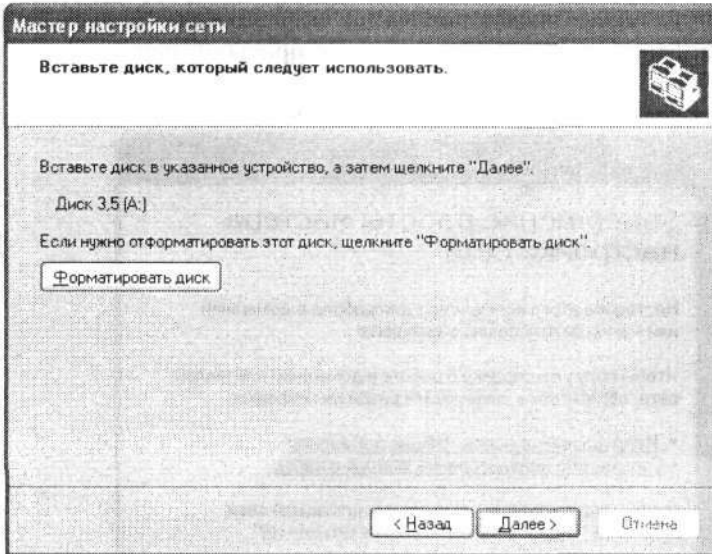 Мастер настройки сети
Вставьте диск, который следует использовать.
Вставьте диск в указанное устройство, а затем щелкните "Далее".
Диск 3,5 (A:)
Если нужно отформатировать этот диск, щелкните "Форматировать диск".
Форматировать диск
< Назад Далее > Отмена